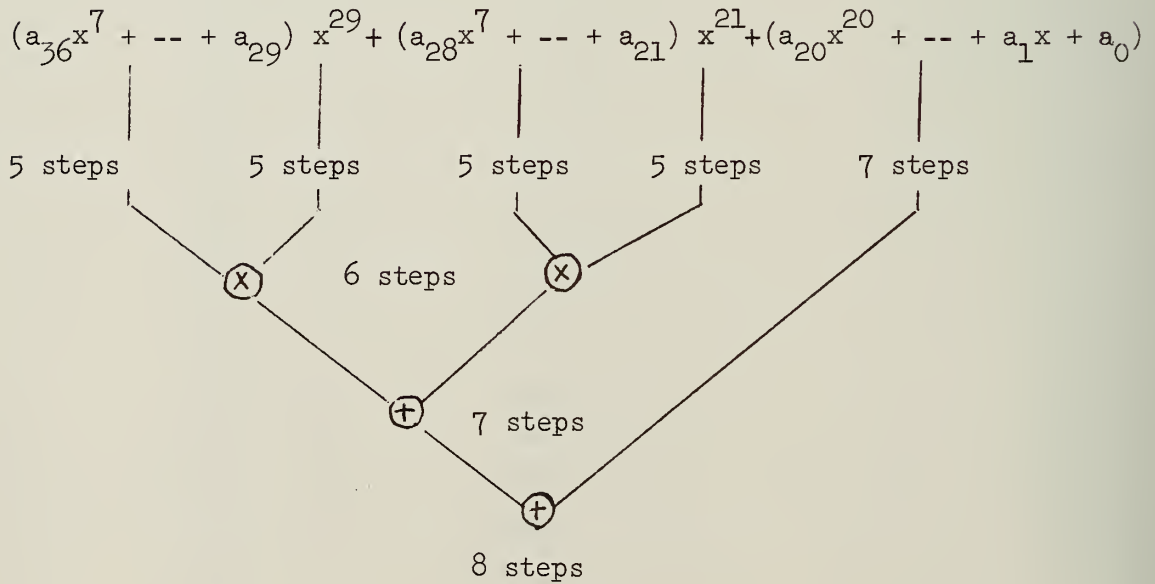 (a₃₆x⁷ + -- + a₂₉) x²⁹ + (a₂₈x⁷ + -- + a₂₁) x²¹ + (a₂₀x²⁰ + -- + a₁x + a₀)
5 steps 5 steps 5 steps 5 steps 7 steps
x 6 steps x
+ 7 steps
+
8 steps